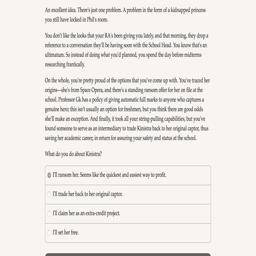 An excellent idea. There's just one problem. A problem in the form of a kidnapped princess
you still have locked in Phil's room.
You don't like the looks that your RA's been giving you lately, and that morning, they drop a
reference to a conversation they'll be having soon with the School Head. You know that's an
ultimatum. So instead of doing what you'd planned, you spend the day before midterms
researching frantically.
On the whole, you're pretty proud of the options that you've come up with. You've traced her
origins—she's from Space Opera, and there's a standing ransom offer for her on file at the
school. Professor Gk has a policy of giving automatic full marks to anyone who captures a
genuine hero; this isn't usually an option for freshmen, but you think there are good odds
she'll make an exception. And finally, it took all your string-pulling capabilities, but you've
found someone to serve as an intermediary to trade Kinistra back to her original captor, thus
saving her academic career, in return for assuring your safety and status at the school.
What do you do about Kinistra?
I'll ransom her. Seems like the quickest and easiest way to profit.
I'll trade her back to her original captor.
I'll claim her as an extra-credit project.
I'll set her free.